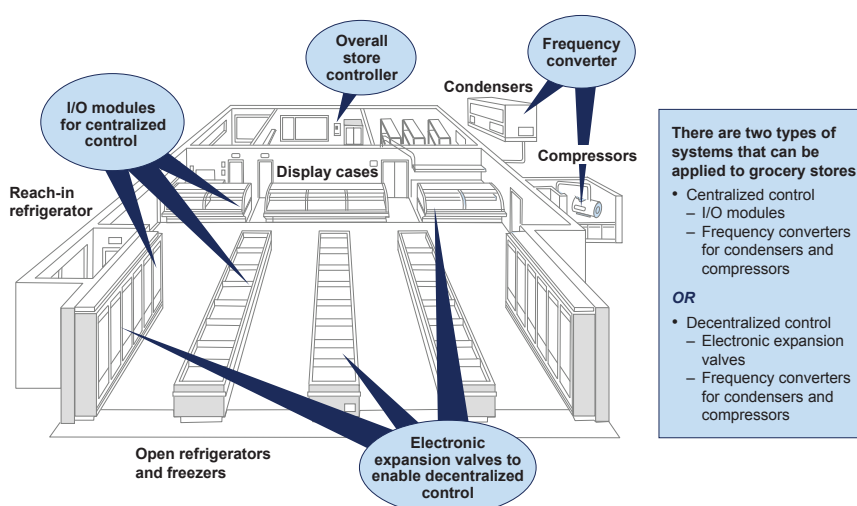 Overall
store
controller
Frequency
converter
Condensers
I/O modules
for centralized
control
Compressors
Display cases
Reach-in
refrigerator
Open refrigerators
and freezers
Electronic
expansion valves to
enable decentralized
control
There are two types of
systems that can be
applied to grocery stores
• Centralized control
– I/O modules
– Frequency converters
for condensers and
compressors
OR
• Decentralized control
– Electronic expansion
valves
– Frequency converters
for condensers and
compressors